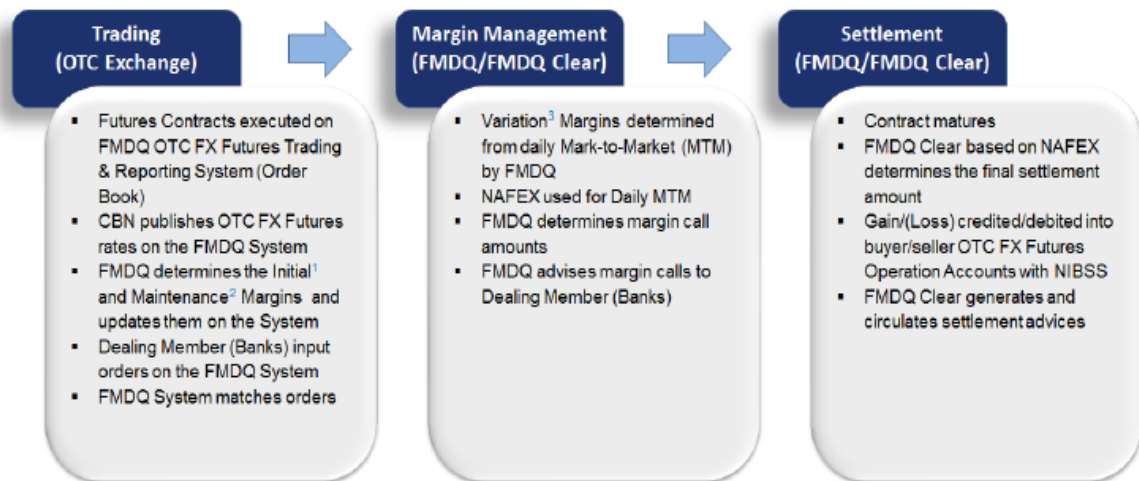 Trading
(OTC Exchange)
▪ Futures Contracts executed on
FMDQ OTC FX Futures Trading
& Reporting System (Order
Book)
▪ CBN publishes OTC FX Futures
rates on the FMDQ System
▪ FMDQ determines the Initial¹
and Maintenance² Margins and
updates them on the System
▪ Dealing Member (Banks) input
orders on the FMDQ System
▪ FMDQ System matches orders
Margin Management
(FMDQ/FMDQ Clear)
▪ Variation³ Margins determined
from daily Mark-to-Market (MTM)
by FMDQ
▪ NAFEX used for Daily MTM
▪ FMDQ determines margin call
amounts
▪ FMDQ advises margin calls to
Dealing Member (Banks)
Settlement
(FMDQ/FMDQ Clear)
▪ Contract matures
▪ FMDQ Clear based on NAFEX
determines the final settlement
amount
▪ Gain/(Loss) credited/debited into
buyer/seller OTC FX Futures
Operation Accounts with NIBSS
▪ FMDQ Clear generates and
circulates settlement advices